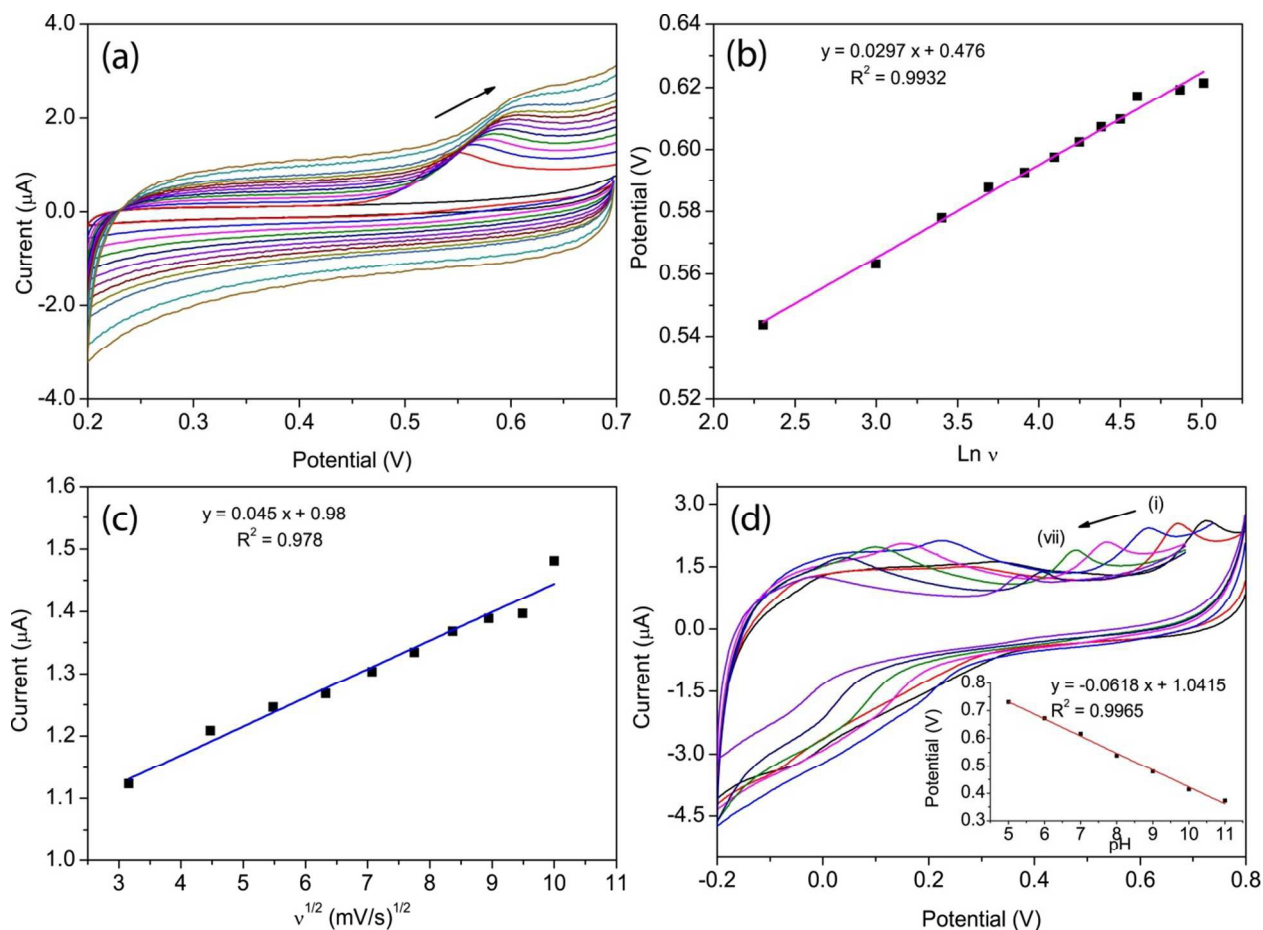 (a)
4.0
2.0
0.0
-2.0
-4.0
Current (μA)
0.2 0.3 0.4 0.5 0.6 0.7
Potential (V)
(b)
y = 0.0297 x + 0.476
R² = 0.9932
0.64
0.62
0.60
0.58
0.56
0.54
0.52
Potential (V)
2.0 2.5 3.0 3.5 4.0 4.5 5.0
Ln ν
(c)
y = 0.045 x + 0.98
R² = 0.978
1.6
1.5
1.4
1.3
1.2
1.1
1.0
Current (μA)
3 4 5 6 7 8 9 10 11
ν1/2 (mV/s)1/2
(d)
(i)
(vii)
3.0
1.5
0.0
-1.5
-3.0
-4.5
Current (μA)
-0.2 0.0 0.2 0.4 0.6 0.8
Potential (V)
y = -0.0618 x + 1.0415
R² = 0.9965
0.8
0.7
0.6
0.5
0.4
0.3
Potential (V)
5 6 7 8 9 10 11
pH